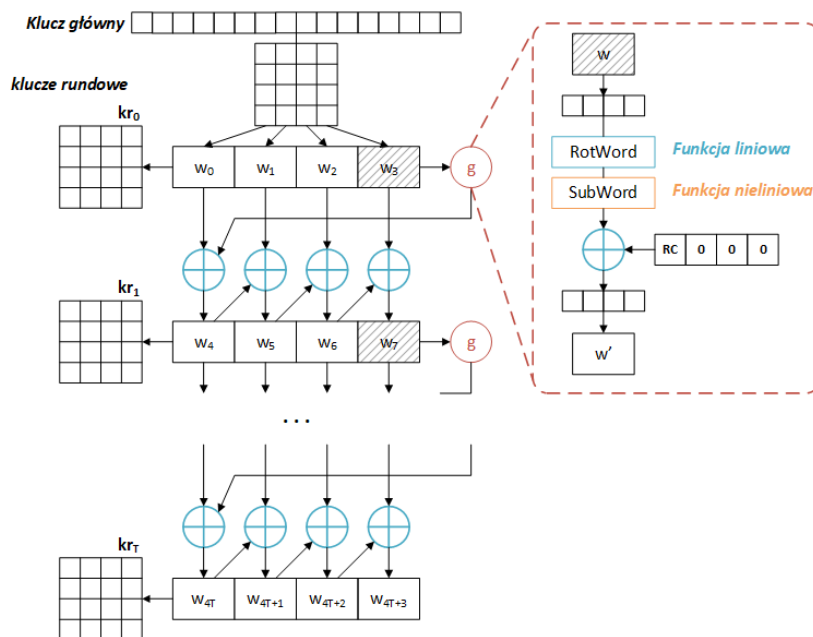 Klucz główny
klucze rundowe
kr₀
w₀ w₁ w₂ w₃ g
kr₁
w₄ w₅ w₆ w₇ g
...
krT
w4T w4T+1 w4T+2 w4T+3
w
RotWord Funkcja liniowa
SubWord Funkcja nieliniowa
RC 0 0 0
w'